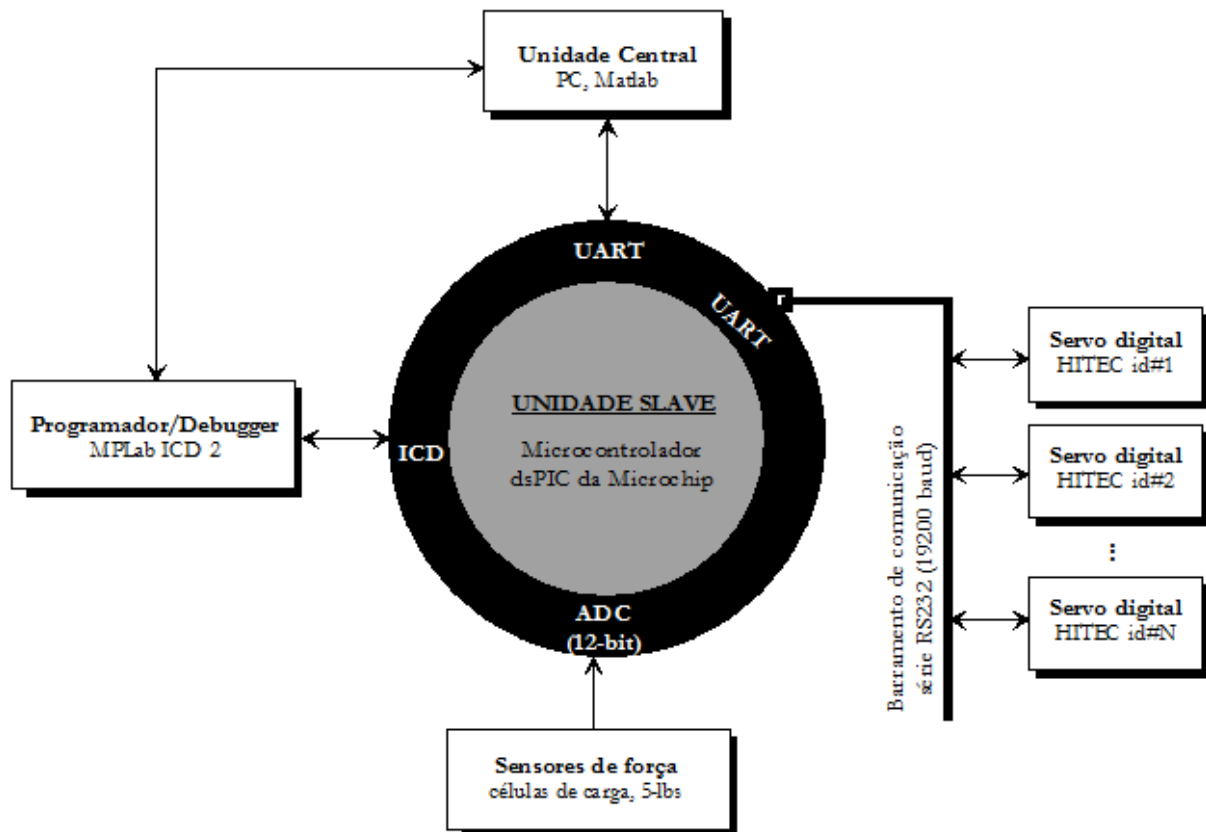 Unidade Central
PC, Matlab
UART
UART
Servo digital
HITEC id#1
UNIDADE SLAVE
Programador/Debugger
MPLab ICD 2
ICD
Microcontrolador
dsPIC da Microchip
Servo digital
HITEC id#2
...
Barramento de comunicação
série RS232 (19200 baud)
ADC
(12-bit)
Servo digital
HITEC id#N
Sensores de força
células de carga, 5-lbs